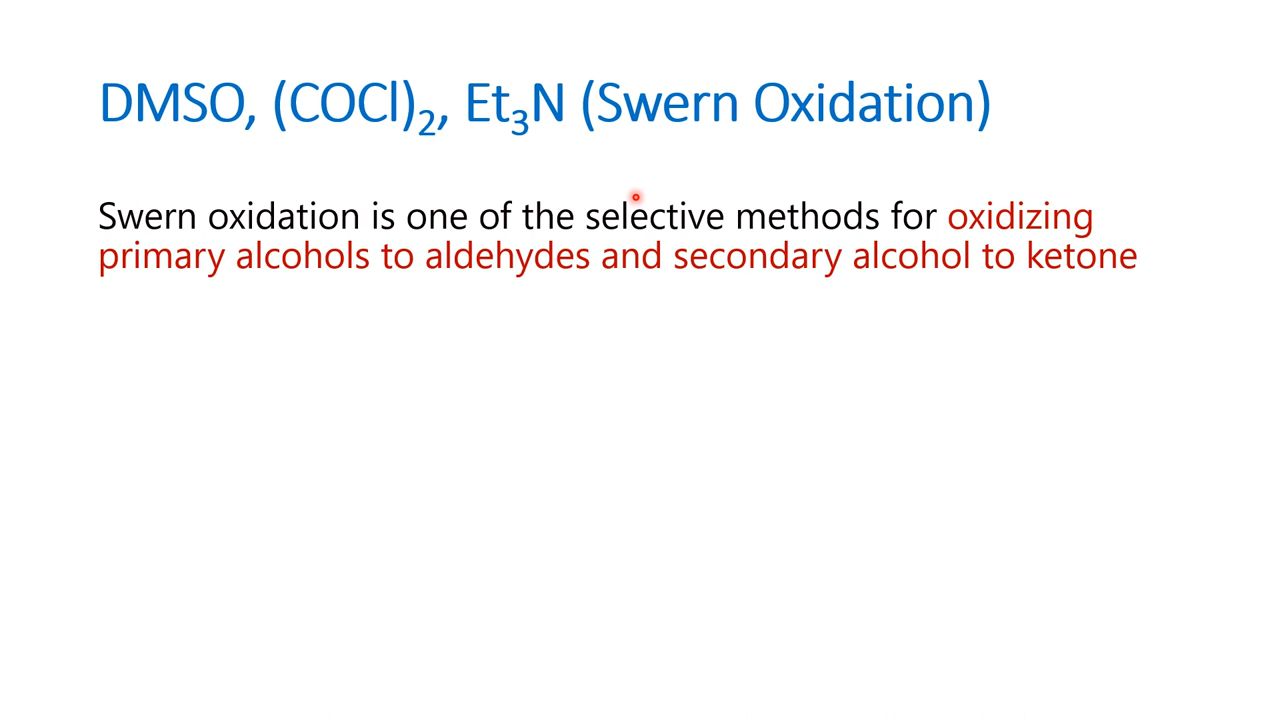 DMSO, (COCl)₂, Et₃N (Swern Oxidation)
Swern oxidation is one of the selective methods for oxidizing
primary alcohols to aldehydes and secondary alcohol to ketone